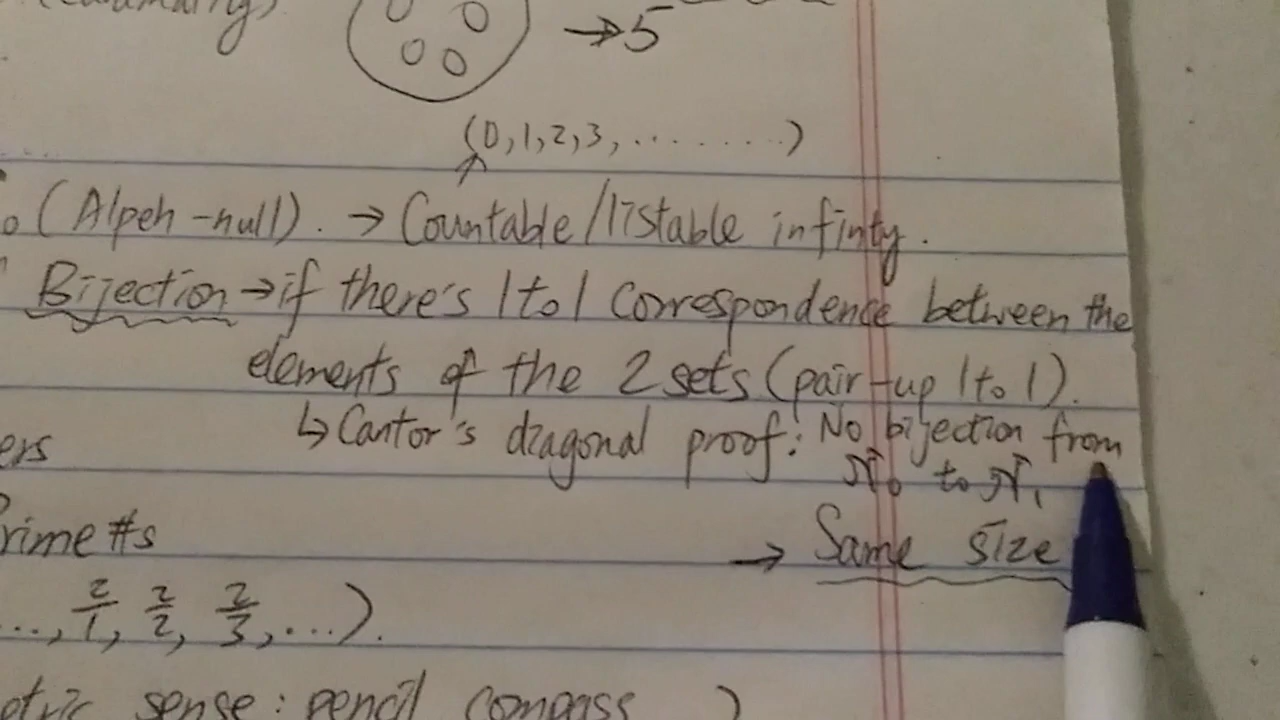 → 5
(0, 1, 2, 3, ........)
(Alpeh-null). → Countable/listable infinty.
Bijection → if there's 1 to 1 correspondence between the
elements of the 2 sets (pair-up 1 to 1).
↳ Cantor's diagonal proof: No bijection from
ℵ₀ to ℵ₁
ers
→ Same size
rime #s
..., 2/1, 2/2, 2/3, ...).
etric sense: pencil compass )